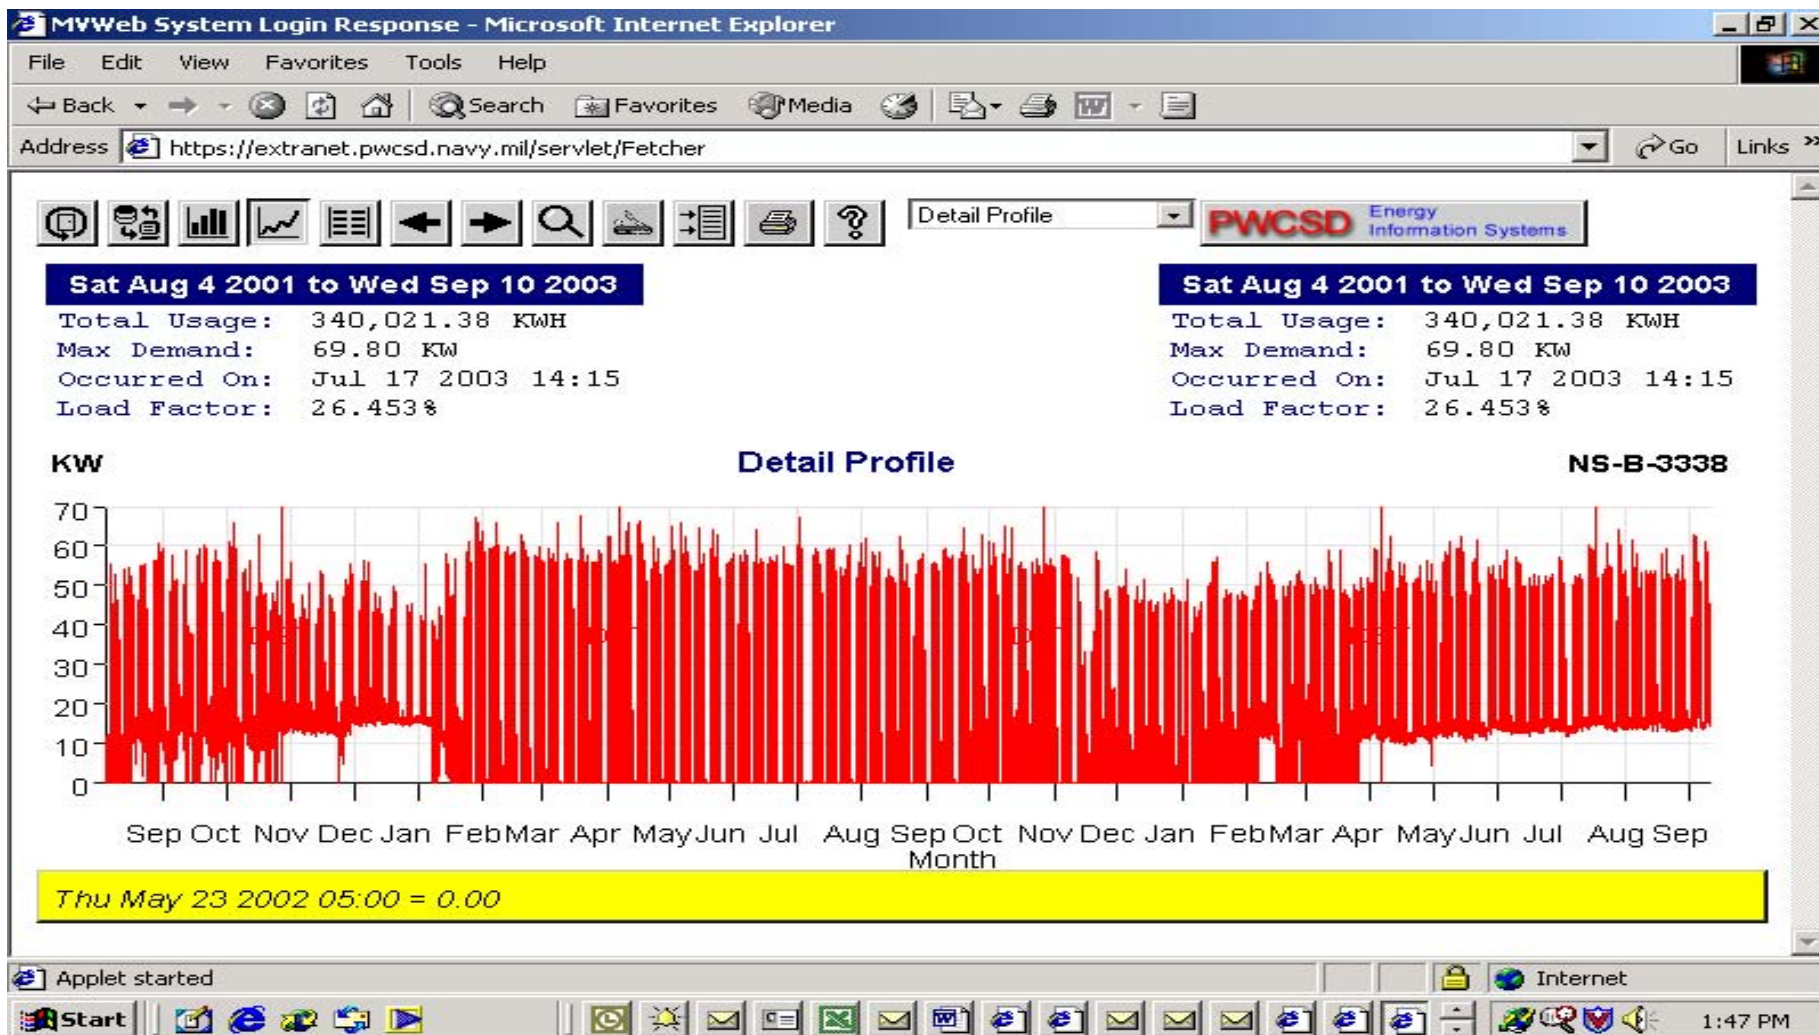 MVWeb System Login Response - Microsoft Internet Explorer
File Edit View Favorites Tools Help
Back Search Favorites Media
Address https://extranet.pwcsd.navy.mil/servlet/Fetcher Go Links »
Detail Profile PWCSD Energy Information Systems
Sat Aug 4 2001 to Wed Sep 10 2003 Sat Aug 4 2001 to Wed Sep 10 2003
Total Usage: 340,021.38 KWH Total Usage: 340,021.38 KWH
Max Demand: 69.80 KW Max Demand: 69.80 KW
Occurred On: Jul 17 2003 14:15 Occurred On: Jul 17 2003 14:15
Load Factor: 26.453% Load Factor: 26.453%
KW Detail Profile NS-B-3338
70
60
50
40
30
20
10
0
Sep Oct Nov Dec Jan Feb Mar Apr May Jun Jul Aug Sep Oct Nov Dec Jan Feb Mar Apr May Jun Jul Aug Sep
Month
Thu May 23 2002 05:00 = 0.00
Applet started Internet
Start 1:47 PM